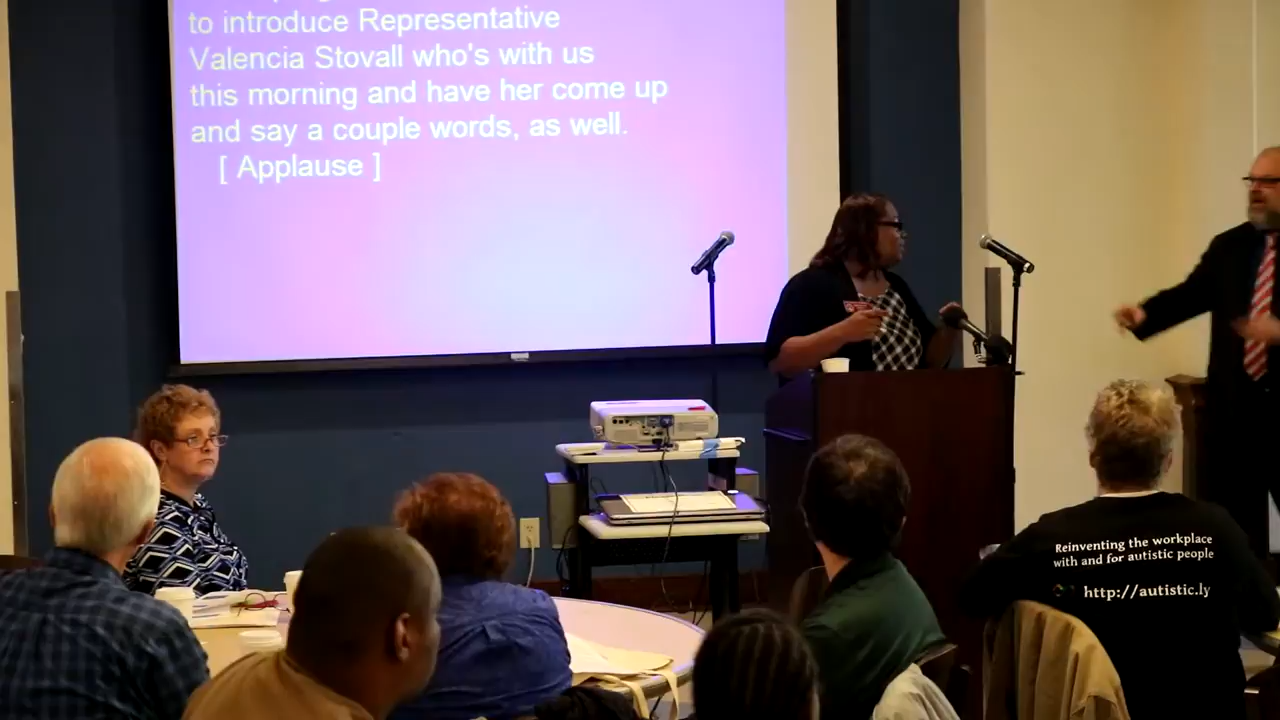 to introduce Representative
Valencia Stovall who's with us
this morning and have her come up
and say a couple words, as well.
[ Applause ]
Reinventing the workplace
with and for autistic people
http://autistic.ly